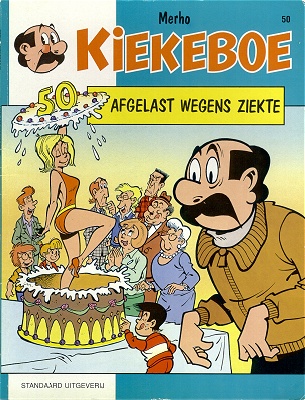 Merho
50
KIEKEBOE
50
AFGELAST WEGENS ZIEKTE
STANDAARD UITGEVERIJ